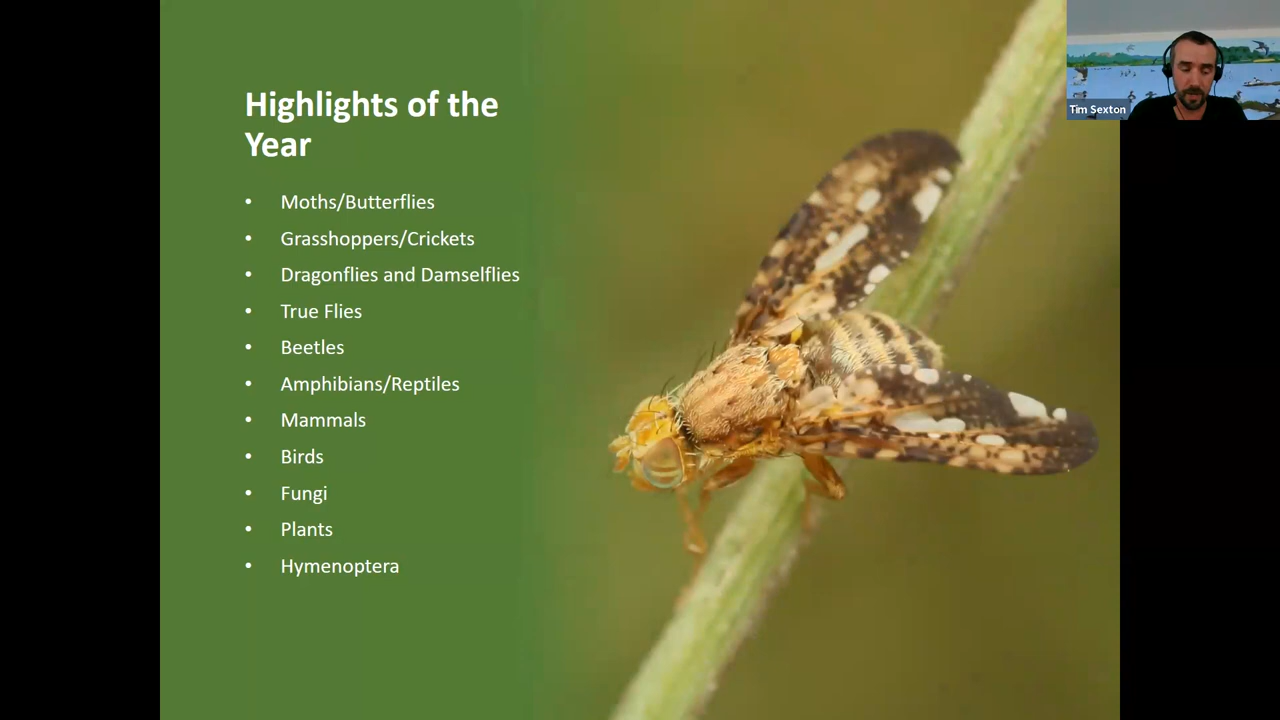 Highlights of the
Year
• Moths/Butterflies
• Grasshoppers/Crickets
• Dragonflies and Damselflies
• True Flies
• Beetles
• Amphibians/Reptiles
• Mammals
• Birds
• Fungi
• Plants
• Hymenoptera
Tim Sexton